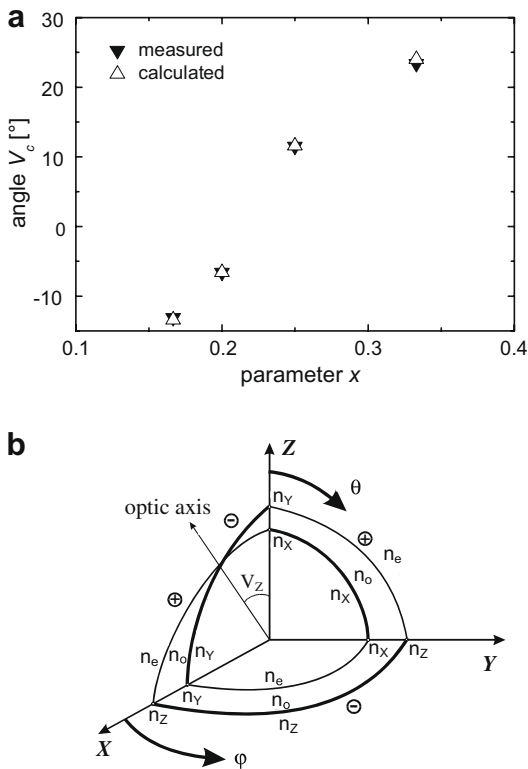 a
30
20
10
0
-10
angle V_c [°]
▼ measured
△ calculated
0.1 0.2 0.3 0.4
parameter x
b
Z
θ
optic axis
⊖
n_Y
⊕
n_X
n_e
n_o
n_X
V_Z
⊕
n_e n_o n_Y
n_X n_Z
Y
n_e
n_Y
n_o
n_Z
n_Z
⊖
X
φ